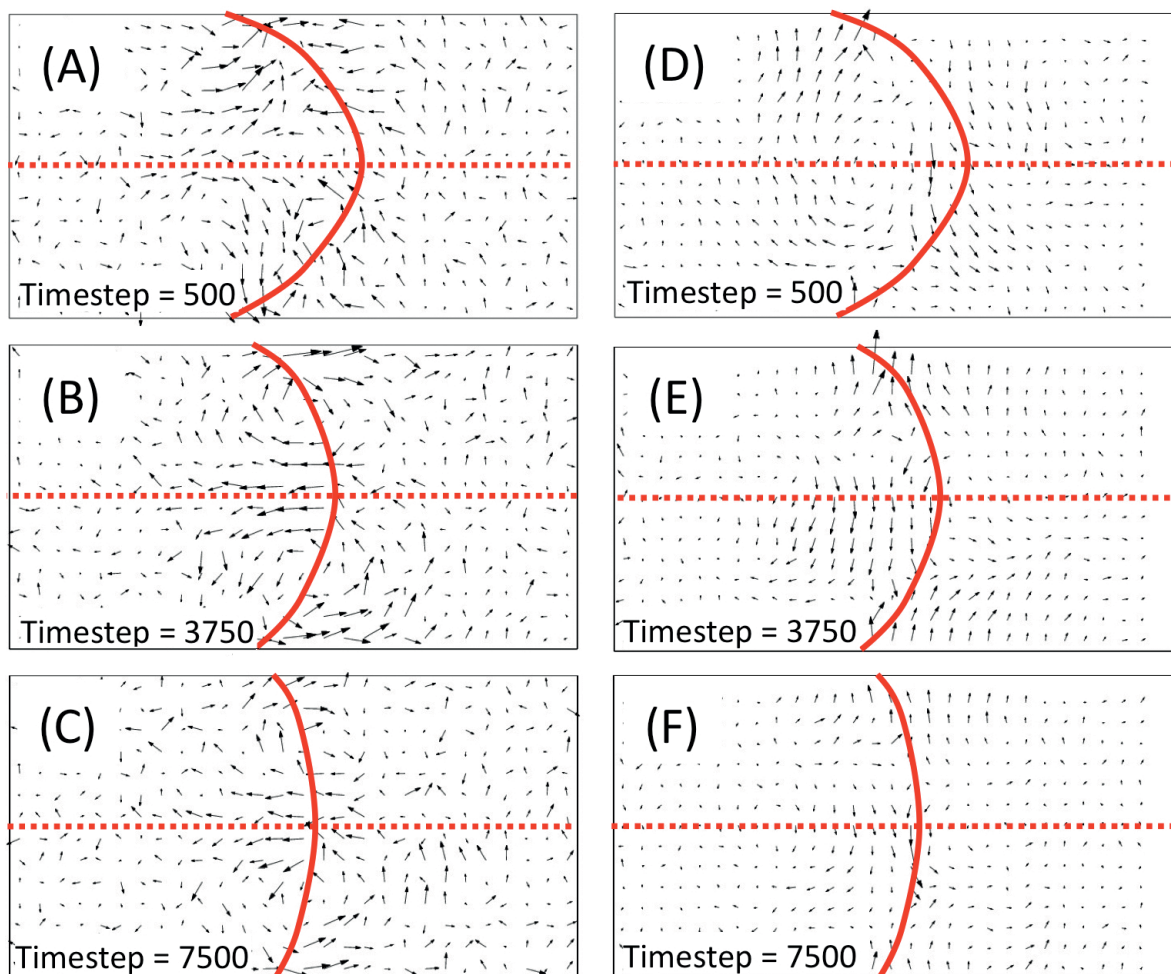 (A)
Timestep = 500
(D)
Timestep = 500
(B)
Timestep = 3750
(E)
Timestep = 3750
(C)
Timestep = 7500
(F)
Timestep = 7500